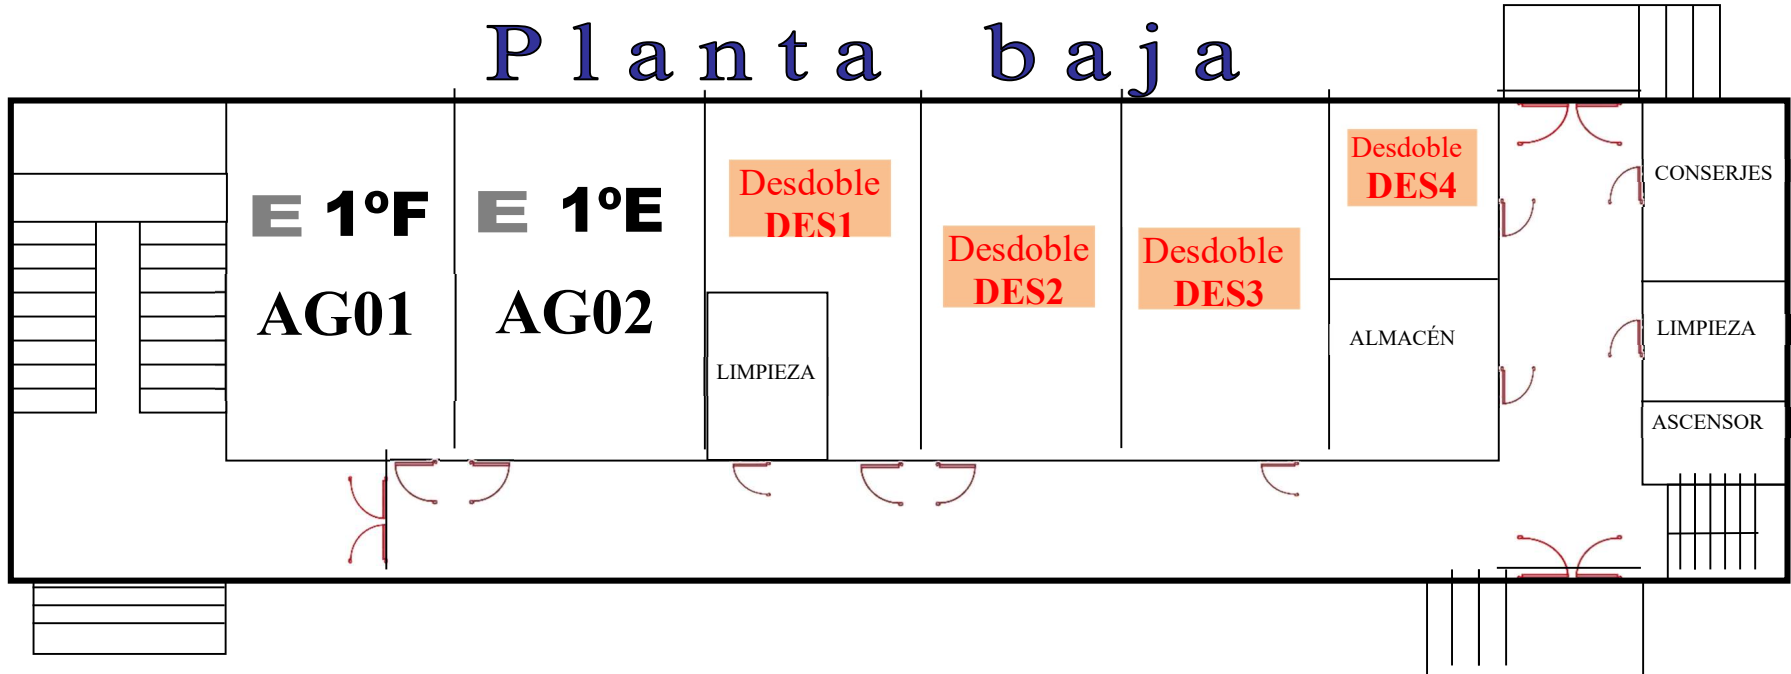 Planta baja
E 1ºF
AG01
E 1ºE
AG02
Desdoble
DES1
LIMPIEZA
Desdoble
DES2
Desdoble
DES3
Desdoble
DES4
ALMACÉN
CONSERJES
LIMPIEZA
ASCENSOR